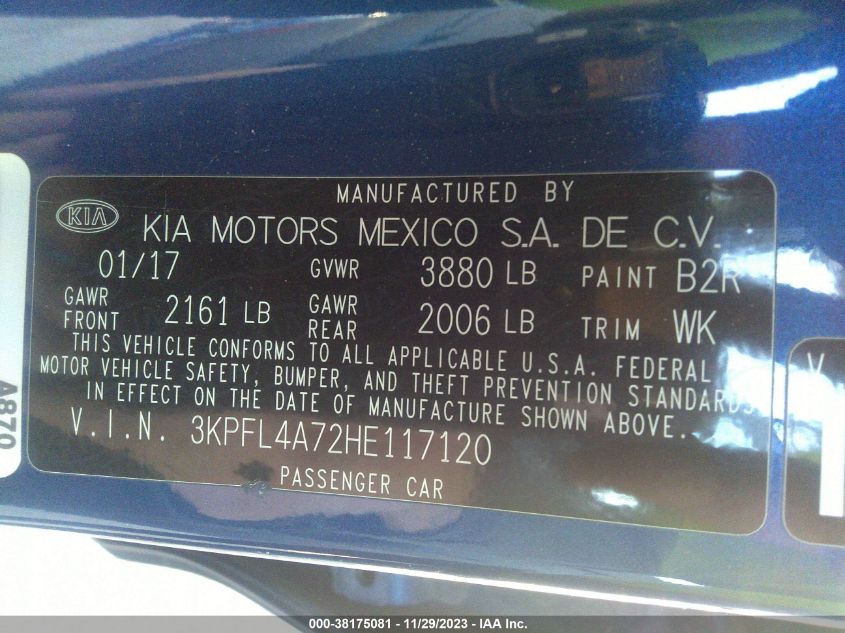 MANUFACTURED BY
KIA KIA MOTORS MEXICO S.A. DE C.V.
01/17 GVWR 3880 LB PAINT B2R
GAWR FRONT 2161 LB GAWR REAR 2006 LB TRIM WK
THIS VEHICLE CONFORMS TO ALL APPLICABLE U.S.A. FEDERAL
MOTOR VEHICLE SAFETY, BUMPER, AND THEFT PREVENTION STANDARDS
IN EFFECT ON THE DATE OF MANUFACTURE SHOWN ABOVE.
V.I.N. 3KPFL4A72HE117120
PASSENGER CAR
A870
V
000-38175081 - 11/29/2023 - IAA Inc.